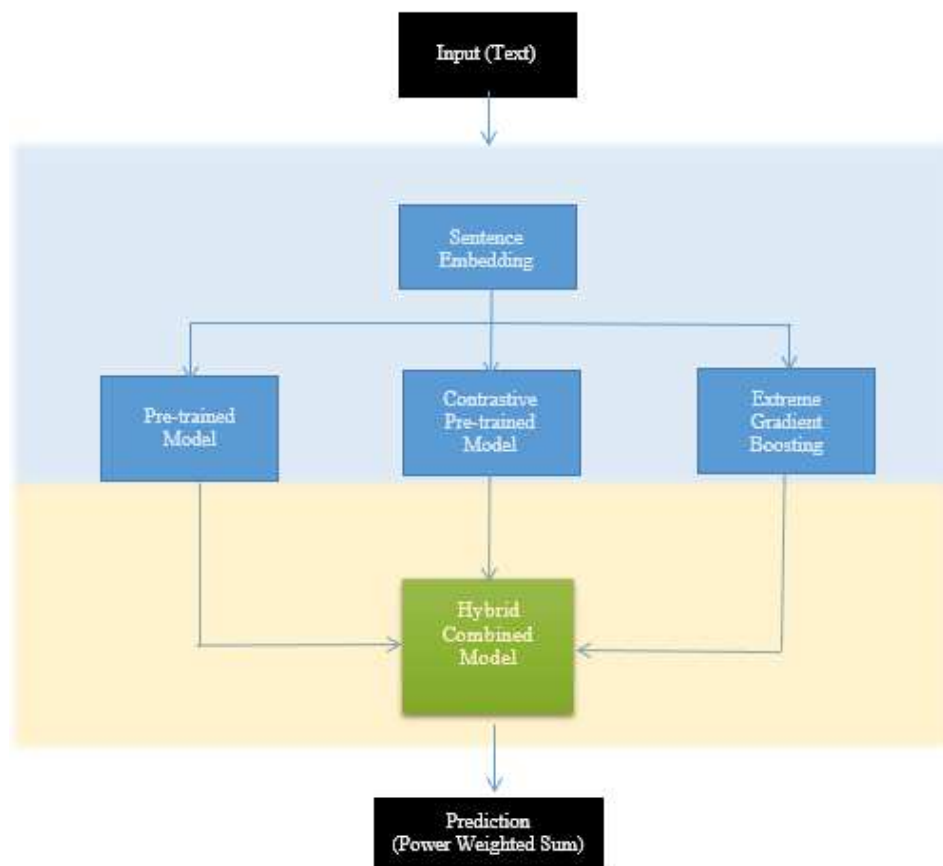 Input (Text)
Sentence
Embedding
Pre-trained
Model
Contrastive
Pre-trained
Model
Extreme
Gradient
Boosting
Hybrid
Combined
Model
Prediction
(Power Weighted Sum)